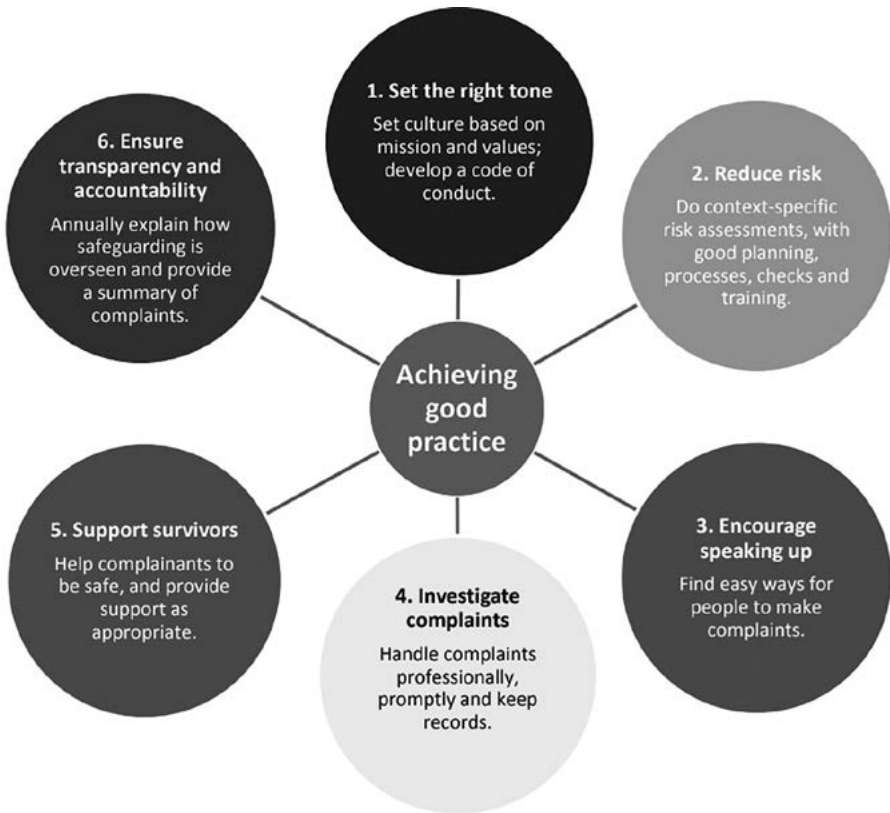 1. Set the right tone
Set culture based on
mission and values;
develop a code of
conduct.
2. Reduce risk
Do context-specific
risk assessments, with
good planning,
processes, checks and
training.
3. Encourage
speaking up
Find easy ways for
people to make
complaints.
4. Investigate
complaints
Handle complaints
professionally,
promptly and keep
records.
5. Support survivors
Help complainants to
be safe, and provide
support as
appropriate.
6. Ensure
transparency and
accountability
Annually explain how
safeguarding is
overseen and provide
a summary of
complaints.
Achieving
good
practice